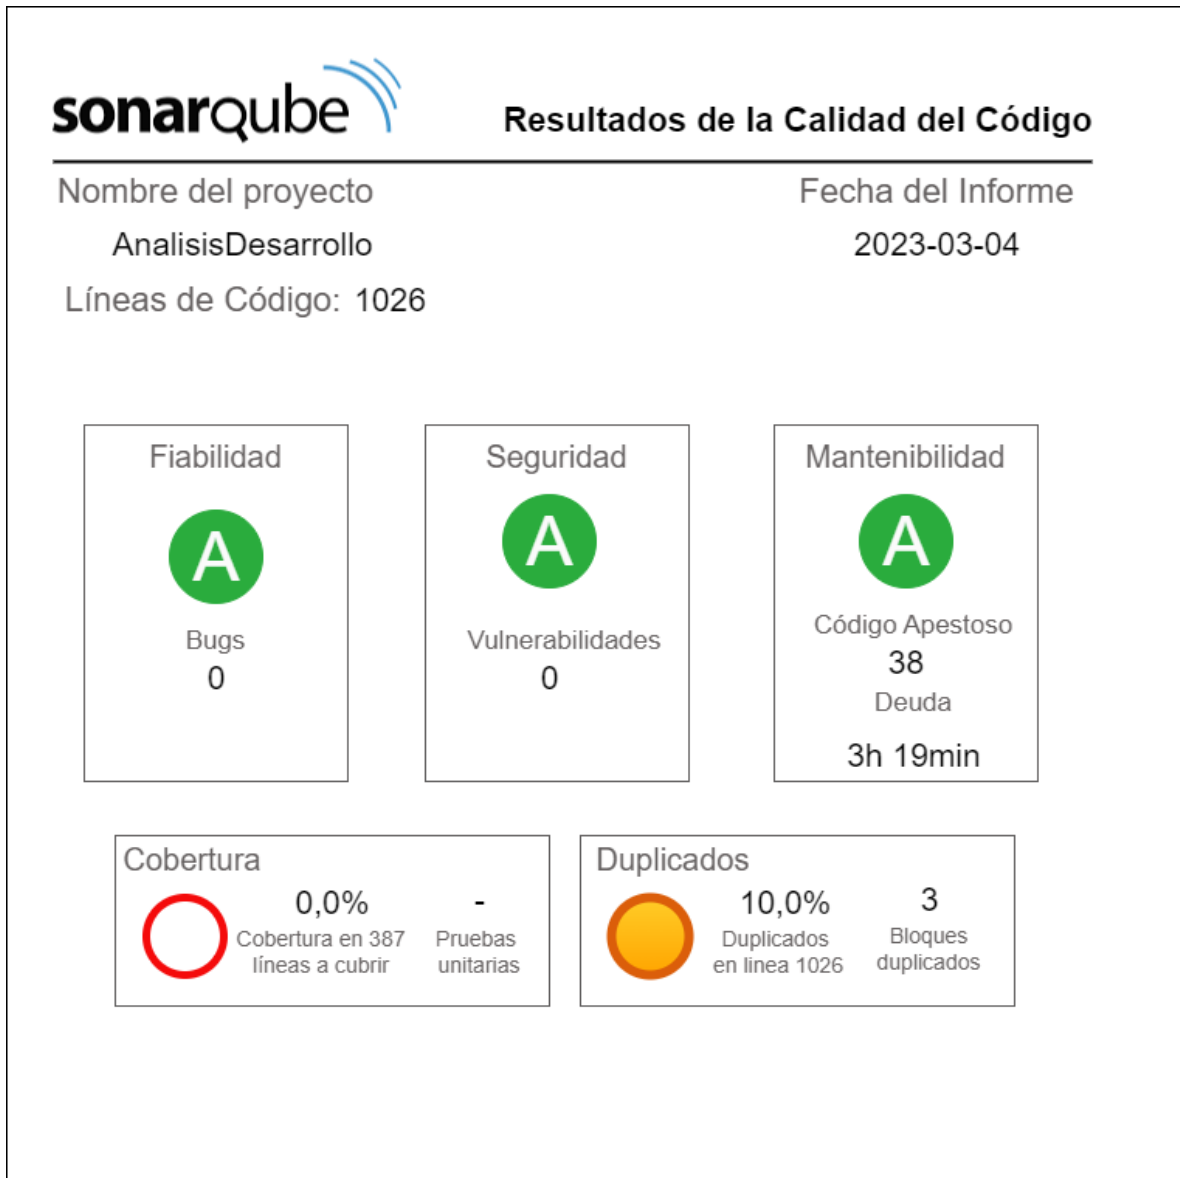 sonarqube
Resultados de la Calidad del Código
Nombre del proyecto
Fecha del Informe
AnalisisDesarrollo
2023-03-04
Líneas de Código: 1026
Fiabilidad
A
Bugs
0
Seguridad
A
Vulnerabilidades
0
Mantenibilidad
A
Código Apestoso
38
Deuda
3h 19min
Cobertura
0,0%
Cobertura en 387
líneas a cubrir
-
Pruebas
unitarias
Duplicados
10,0%
Duplicados
en linea 1026
3
Bloques
duplicados